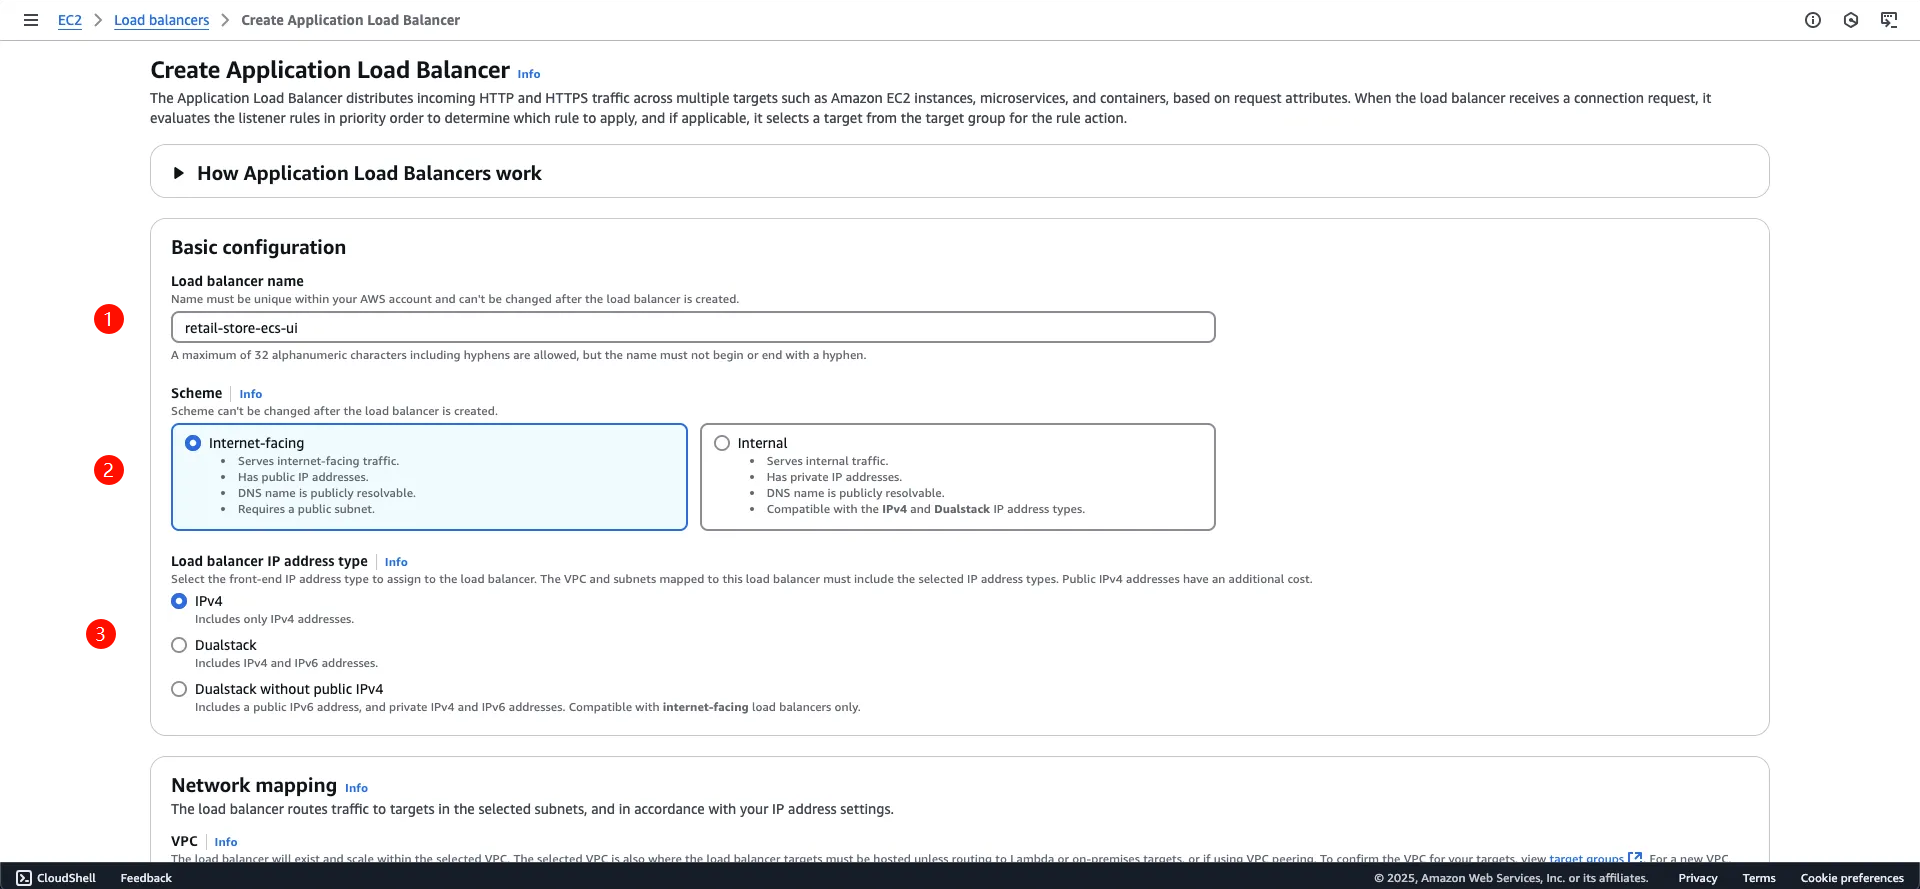 EC2 > Load balancers > Create Application Load Balancer
Create Application Load Balancer Info
The Application Load Balancer distributes incoming HTTP and HTTPS traffic across multiple targets such as Amazon EC2 instances, microservices, and containers, based on request attributes. When the load balancer receives a connection request, it
evaluates the listener rules in priority order to determine which rule to apply, and if applicable, it selects a target from the target group for the rule action.
How Application Load Balancers work
Basic configuration
Load balancer name
Name must be unique within your AWS account and can't be changed after the load balancer is created.
1
retail-store-ecs-ui
A maximum of 32 alphanumeric characters including hyphens are allowed, but the name must not begin or end with a hyphen.
Scheme Info
Scheme can't be changed after the load balancer is created.
2
Internet-facing
• Serves internet-facing traffic.
• Has public IP addresses.
• DNS name is publicly resolvable.
• Requires a public subnet.
Internal
• Serves internal traffic.
• Has private IP addresses.
• DNS name is publicly resolvable.
• Compatible with the IPv4 and Dualstack IP address types.
Load balancer IP address type Info
Select the front-end IP address type to assign to the load balancer. The VPC and subnets mapped to this load balancer must include the selected IP address types. Public IPv4 addresses have an additional cost.
3
IPv4
Includes only IPv4 addresses.
Dualstack
Includes IPv4 and IPv6 addresses.
Dualstack without public IPv4
Includes a public IPv6 address, and private IPv4 and IPv6 addresses. Compatible with internet-facing load balancers only.
Network mapping Info
The load balancer routes traffic to targets in the selected subnets, and in accordance with your IP address settings.
VPC Info
The load balancer will exist and scale within the selected VPC. The selected VPC is also where the load balancer targets must be hosted unless routing to Lambda or on-premises targets, or if using VPC peering. To confirm the VPC for your targets, view target groups. For a new VPC,
CloudShell Feedback © 2025, Amazon Web Services, Inc. or its affiliates. Privacy Terms Cookie preferences